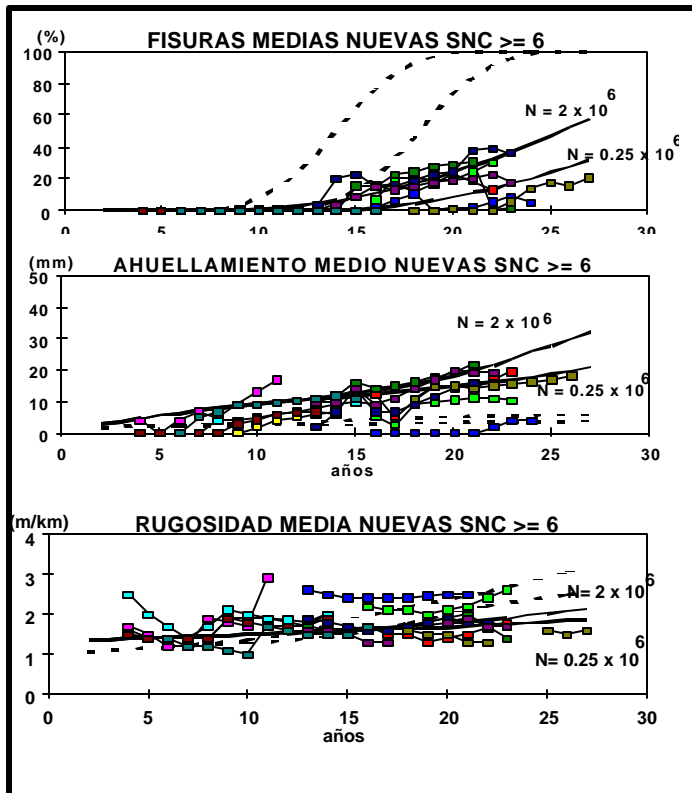 (%)
FISURAS MEDIAS NUEVAS SNC >= 6
100
80
60
40
20
0
N = 2 x 10 6
N = 0.25 x 10 6
0 5 10 15 20 25 30
(mm)
AHUELLAMIENTO MEDIO NUEVAS SNC >= 6
50
40
30
20
10
0
N = 2 x 10 6
N = 0.25 x 10 6
0 5 10 15 20 25 30
años
(m/km)
RUGOSIDAD MEDIA NUEVAS SNC >= 6
4
3
2
1
0
N = 2 x 10 6
N= 0.25 x 10 6
0 5 10 15 20 25 30
años